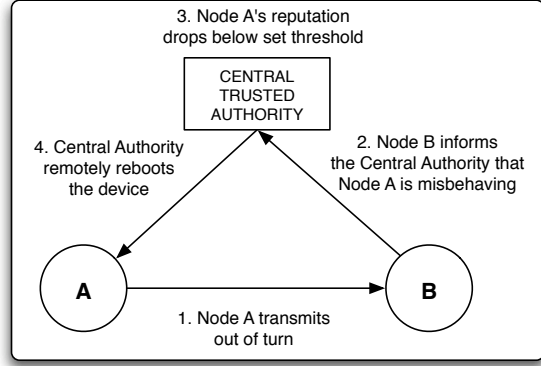 3. Node A's reputation
drops below set threshold
CENTRAL
TRUSTED
AUTHORITY
4. Central Authority
remotely reboots
the device
2. Node B informs
the Central Authority that
Node A is misbehaving
A
B
1. Node A transmits
out of turn